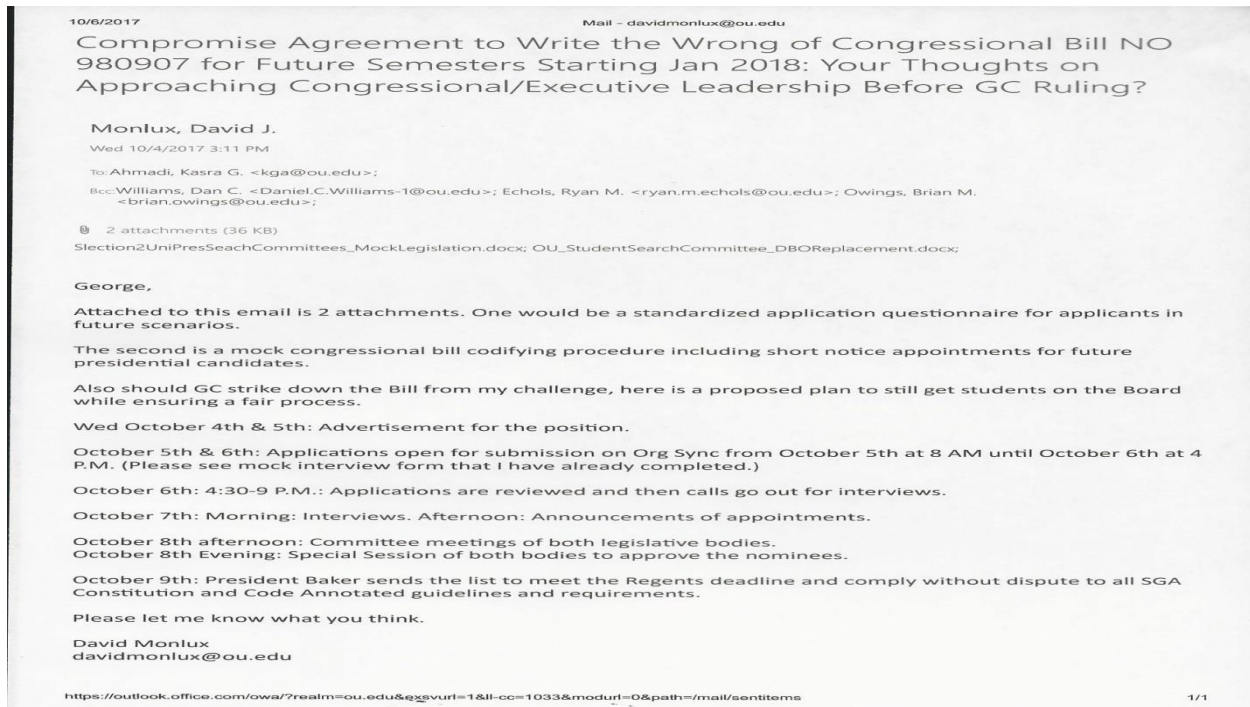 10/6/2017 Mail – davidmonlux@ou.edu
Compromise Agreement to Write the Wrong of Congressional Bill NO
980907 for Future Semesters Starting Jan 2018: Your Thoughts on
Approaching Congressional/Executive Leadership Before GC Ruling?
Monlux, David J.
Wed 10/4/2017 3:11 PM
To: Ahmadi, Kasra G. <kga@ou.edu>;
Bcc: Williams, Dan C. <Daniel.C.Williams-1@ou.edu>; Echols, Ryan M. <ryan.m.echols@ou.edu>; Owings, Brian M.
<brian.owings@ou.edu>;
2 attachments (36 KB)
Slection2UniPresSeachCommittees_MockLegislation.docx; OU_StudentSearchCommittee_DBOReplacement.docx;
George,
Attached to this email is 2 attachments. One would be a standardized application questionnaire for applicants in
future scenarios.
The second is a mock congressional bill codifying procedure including short notice appointments for future
presidential candidates.
Also should GC strike down the Bill from my challenge, here is a proposed plan to still get students on the Board
while ensuring a fair process.
Wed October 4th & 5th: Advertisement for the position.
October 5th & 6th: Applications open for submission on Org Sync from October 5th at 8 AM until October 6th at 4
P.M. (Please see mock interview form that I have already completed.)
October 6th: 4:30-9 P.M.: Applications are reviewed and then calls go out for interviews.
October 7th: Morning: Interviews. Afternoon: Announcements of appointments.
October 8th afternoon: Committee meetings of both legislative bodies.
October 8th Evening: Special Session of both bodies to approve the nominees.
October 9th: President Baker sends the list to meet the Regents deadline and comply without dispute to all SGA
Constitution and Code Annotated guidelines and requirements.
Please let me know what you think.
David Monlux
davidmonlux@ou.edu
https://outlook.office.com/owa/?realm=ou.edu&exsvurl=1&ll-cc=1033&modurl=0&path=/mail/sentitems 1/1